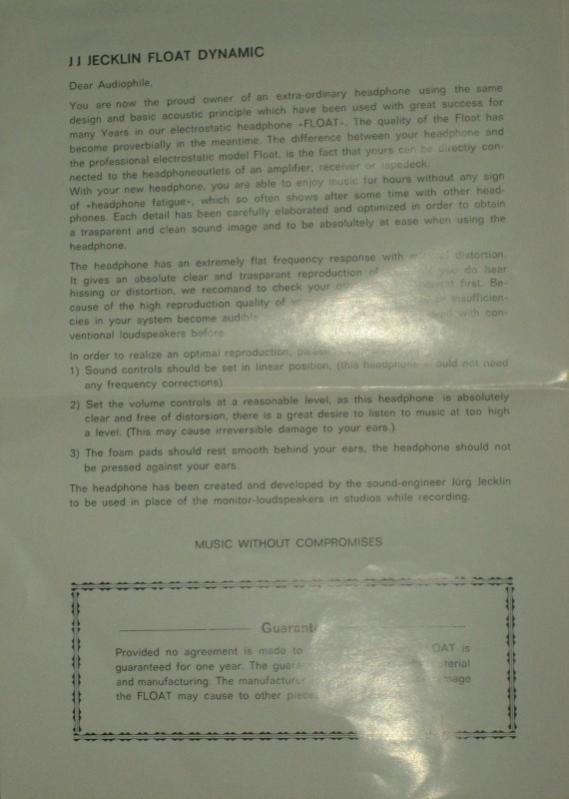 JJ JECKLIN FLOAT DYNAMIC
Dear Audiophile,
You are now the proud owner of an extra-ordinary headphone using the same
design and basic acoustic principle which have been used with great success for
many Years in our electrostatic headphone «FLOAT». The quality of the Float has
become proverbially in the meantime. The difference between your headphone and
the professional electrostatic model Float, is the fact that yours can be directly con-
nected to the headphoneoutlets of an amplifier, receiver or tapedeck.
With your new headphone, you are able to enjoy music for hours without any sign
of «headphone fatigue», which so often shows after some time with other head-
phones. Each detail has been carefully elaborated and optimized in order to obtain
a trasparent and clean sound image and to be absolultely at ease when using the
headphone.
The headphone has an extremely flat frequency response with distortion.
It gives an absolute clear and trasparant reproduction of you do hear
hissing or distortion, we recomand to check your first. Be-
cause of the high reproduction quality of insufficien-
cies in your system become audible with con-
ventional loudspeakers before.
In order to realize an optimal reproduction,
1) Sound controls should be set in linear position, (this headphone should not need
any frequency corrections)
2) Set the volume controls at a reasonable level, as this headphone is absolutely
clear and free of distorsion, there is a great desire to listen to music at too high
a level. (This may cause irreversible damage to your ears.)
3) The foam pads should rest smooth behind your ears, the headphone should not
be pressed against your ears
The headphone has been created and developed by the sound-engineer Jürg Jecklin
to be used in place of the monitor-loudspeakers in studios while recording.
MUSIC WITHOUT COMPROMISES
Guarant
Provided no agreement is made to OAT is
guaranteed for one year. The guara terial
and manufacturing. The manufacturer mage
the FLOAT may cause to other piece